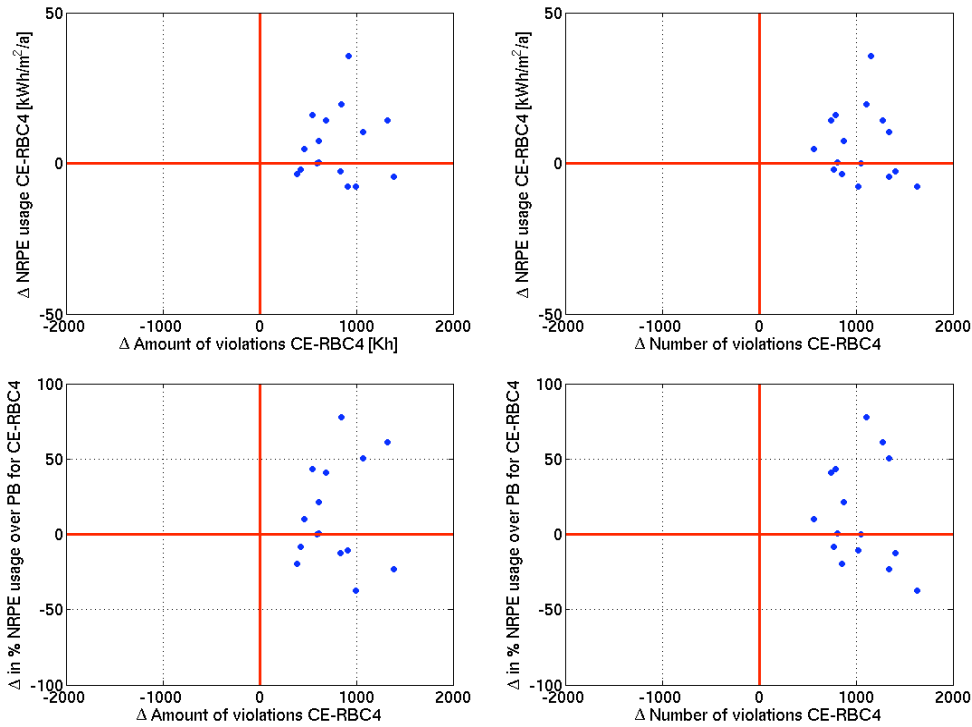 50
0
-50
Δ NRPE usage CE-RBC4 [kWh/m²/a]
-2000 -1000 0 1000 2000
Δ Amount of violations CE-RBC4 [Kh]
50
0
-50
Δ NRPE usage CE-RBC4 [kWh/m²/a]
-2000 -1000 0 1000 2000
Δ Number of violations CE-RBC4
100
50
0
-50
-100
Δ in % NRPE usage over PB for CE-RBC4
-2000 -1000 0 1000 2000
Δ Amount of violations CE-RBC4
100
50
0
-50
-100
Δ in % NRPE usage over PB for CE-RBC4
-2000 -1000 0 1000 2000
Δ Number of violations CE-RBC4